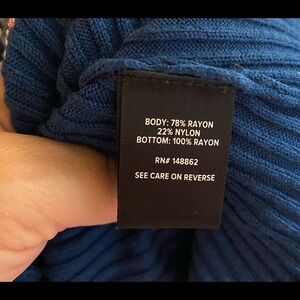 BODY: 78% RAYON
22% NYLON
BOTTOM: 100% RAYON
RN# 148862
SEE CARE ON REVERSE